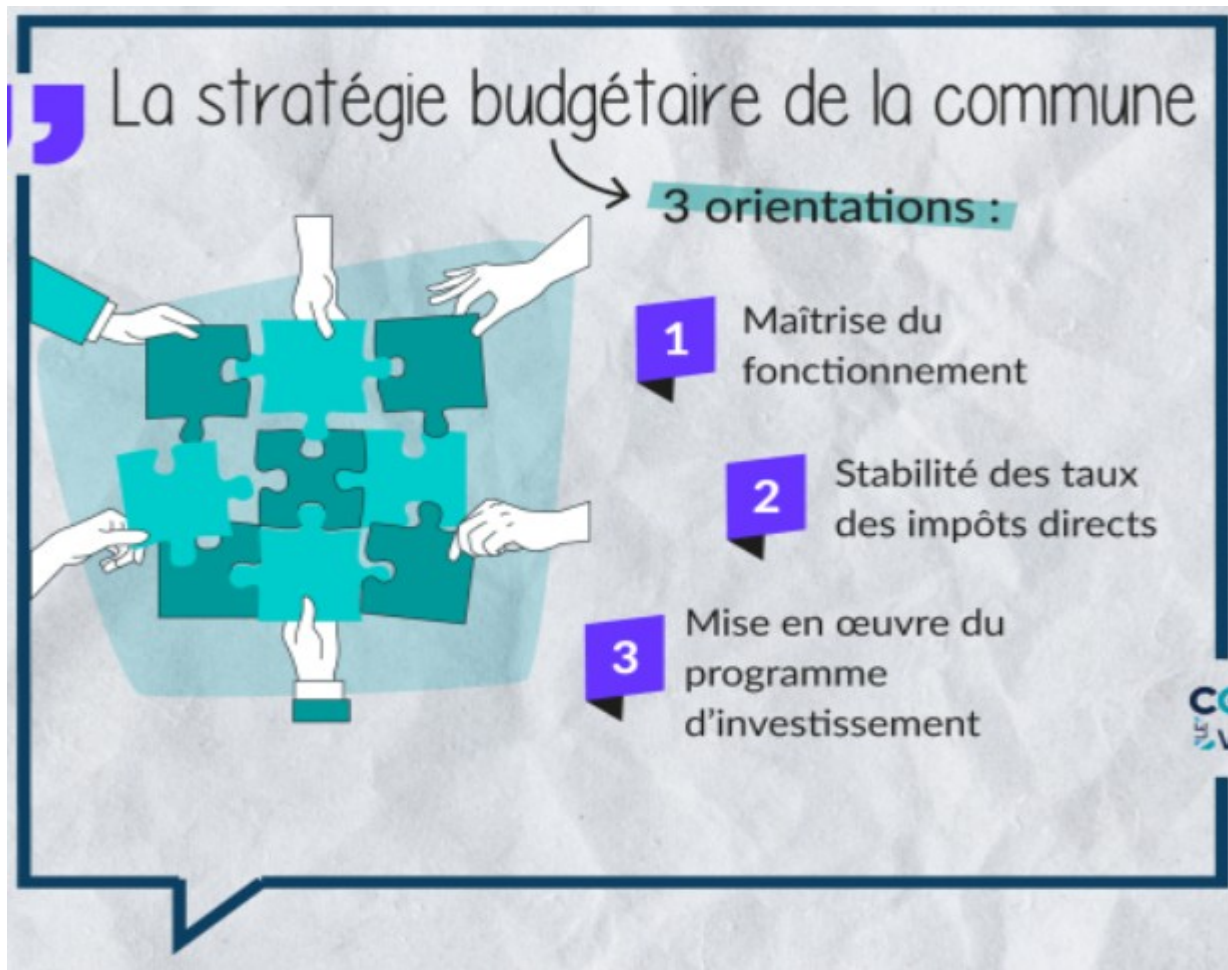 La stratégie budgétaire de la commune
3 orientations :
1
Maîtrise du
fonctionnement
2
Stabilité des taux
des impôts directs
3
Mise en œuvre du
programme
d’investissement